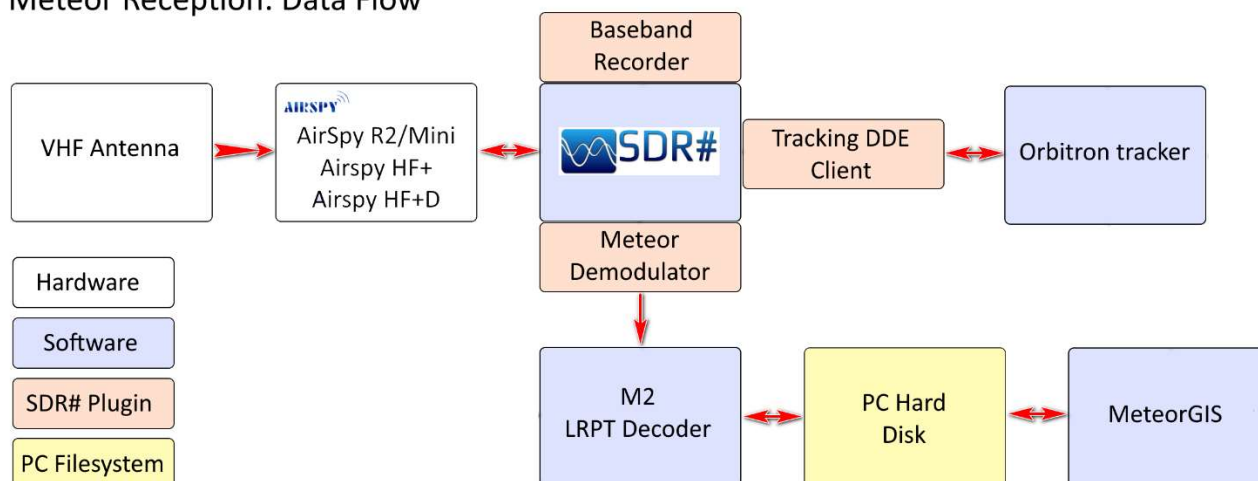 Meteor Reception: Data Flow
Baseband
Recorder
VHF Antenna
AIRSPY
AirSpy R2/Mini
Airspy HF+
Airspy HF+D
SDR#
Tracking DDE
Client
Orbitron tracker
Meteor
Demodulator
Hardware
Software
SDR# Plugin
PC Filesystem
M2
LRPT Decoder
PC Hard
Disk
MeteorGIS